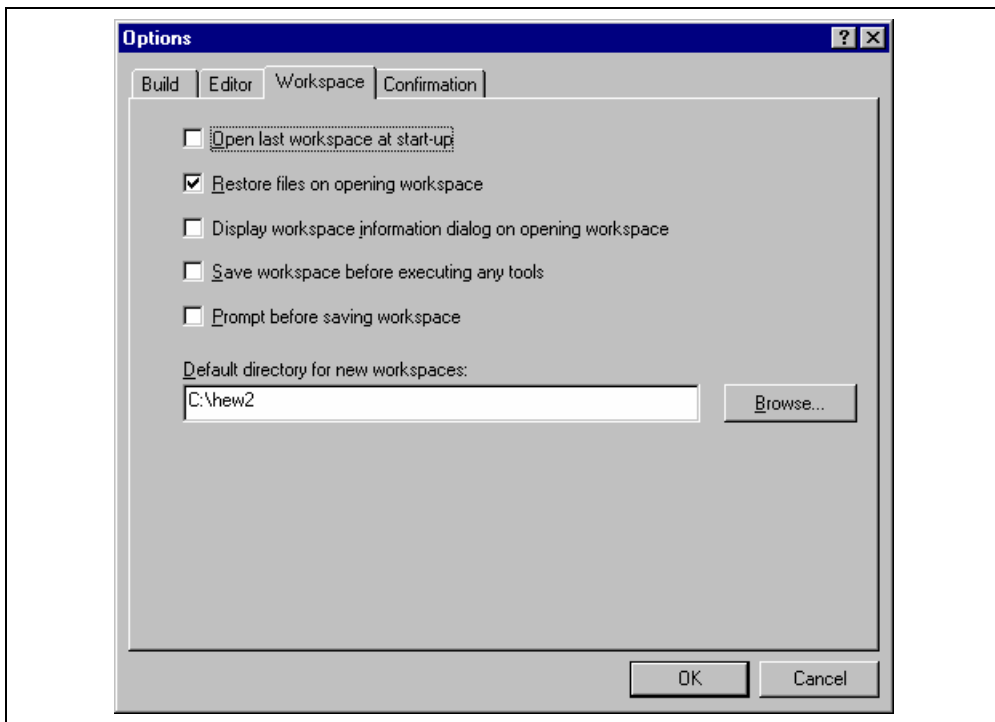 Options
Build Editor Workspace Confirmation
Open last workspace at start-up
Restore files on opening workspace
Display workspace information dialog on opening workspace
Save workspace before executing any tools
Prompt before saving workspace
Default directory for new workspaces:
C:\hew2
Browse...
OK Cancel